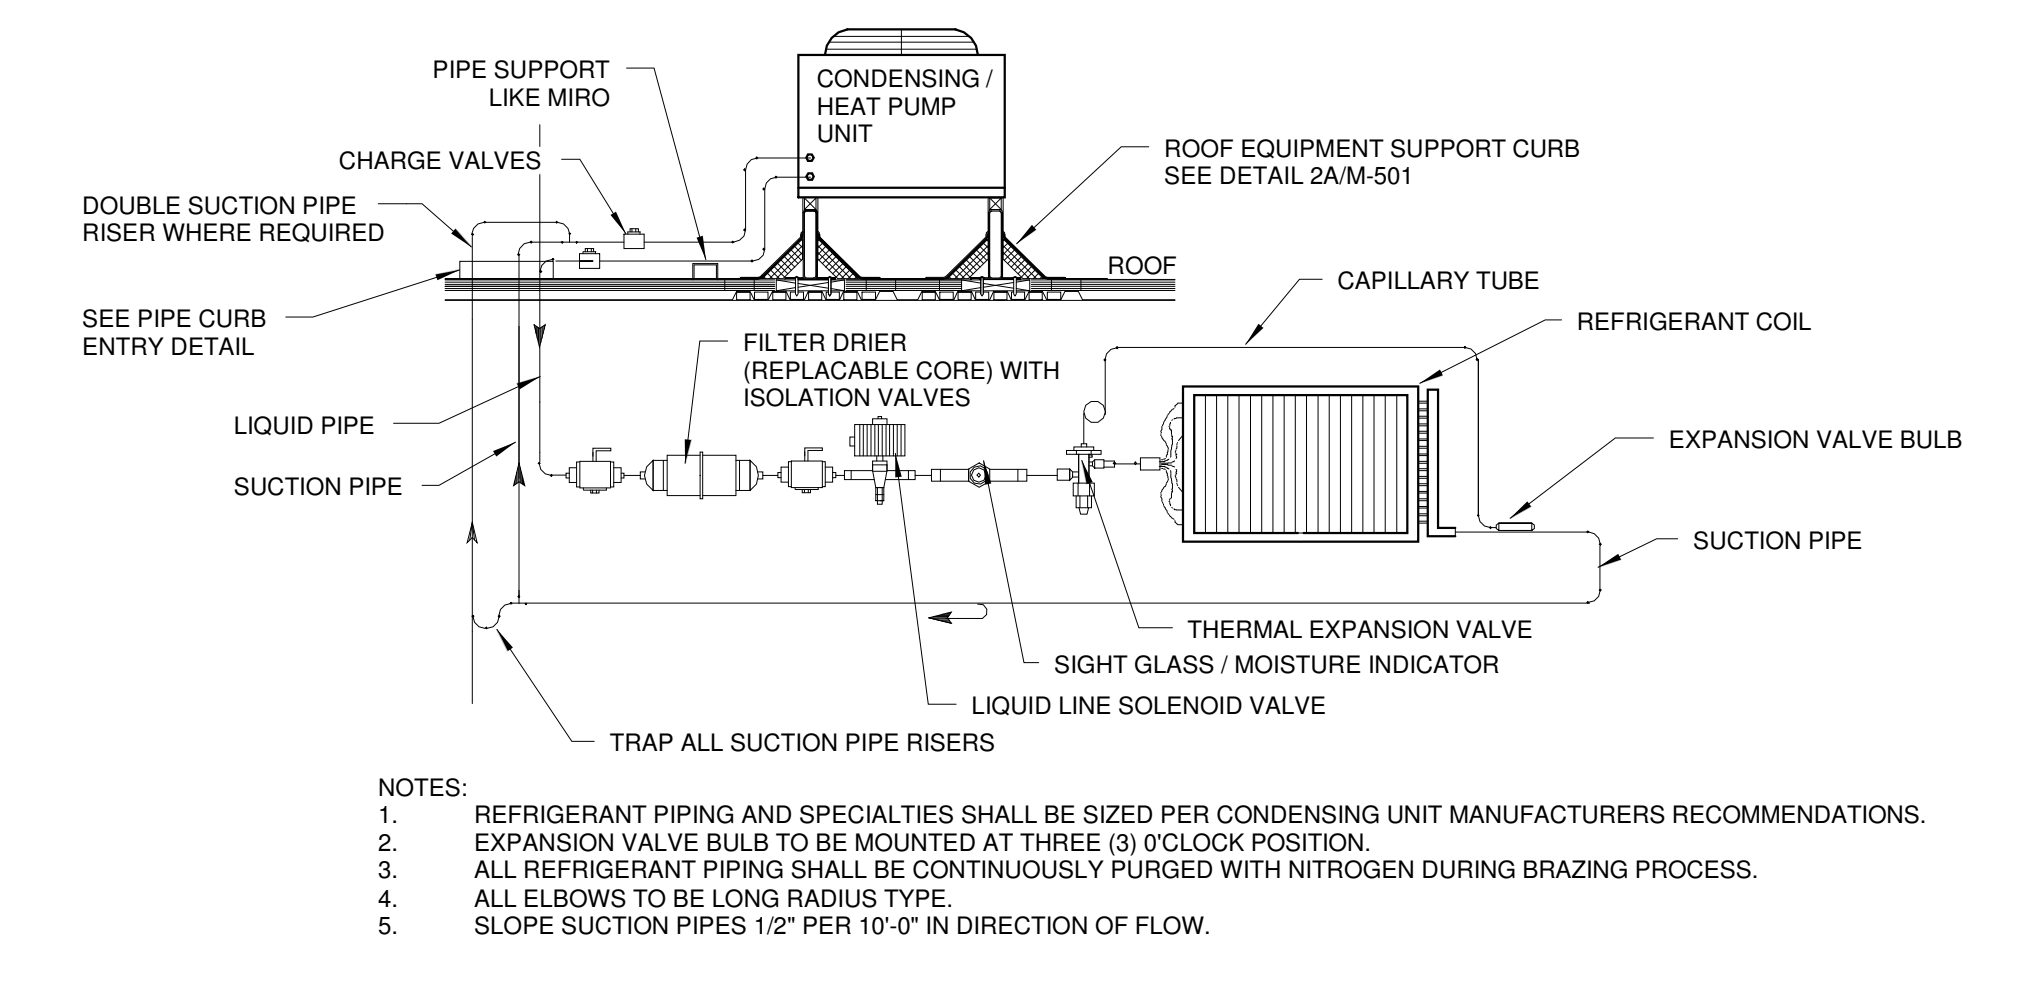 CONDENSING /
HEAT PUMP
UNIT
PIPE SUPPORT
LIKE MIRO
CHARGE VALVES
ROOF EQUIPMENT SUPPORT CURB
SEE DETAIL 2A/M-501
DOUBLE SUCTION PIPE
RISER WHERE REQUIRED
ROOF
CAPILLARY TUBE
SEE PIPE CURB
ENTRY DETAIL
REFRIGERANT COIL
FILTER DRIER
(REPLACABLE CORE) WITH
ISOLATION VALVES
LIQUID PIPE
EXPANSION VALVE BULB
SUCTION PIPE
SUCTION PIPE
THERMAL EXPANSION VALVE
SIGHT GLASS / MOISTURE INDICATOR
LIQUID LINE SOLENOID VALVE
TRAP ALL SUCTION PIPE RISERS
NOTES:
1. REFRIGERANT PIPING AND SPECIALTIES SHALL BE SIZED PER CONDENSING UNIT MANUFACTURERS RECOMMENDATIONS.
2. EXPANSION VALVE BULB TO BE MOUNTED AT THREE (3) 0'CLOCK POSITION.
3. ALL REFRIGERANT PIPING SHALL BE CONTINUOUSLY PURGED WITH NITROGEN DURING BRAZING PROCESS.
4. ALL ELBOWS TO BE LONG RADIUS TYPE.
5. SLOPE SUCTION PIPES 1/2" PER 10'-0" IN DIRECTION OF FLOW.